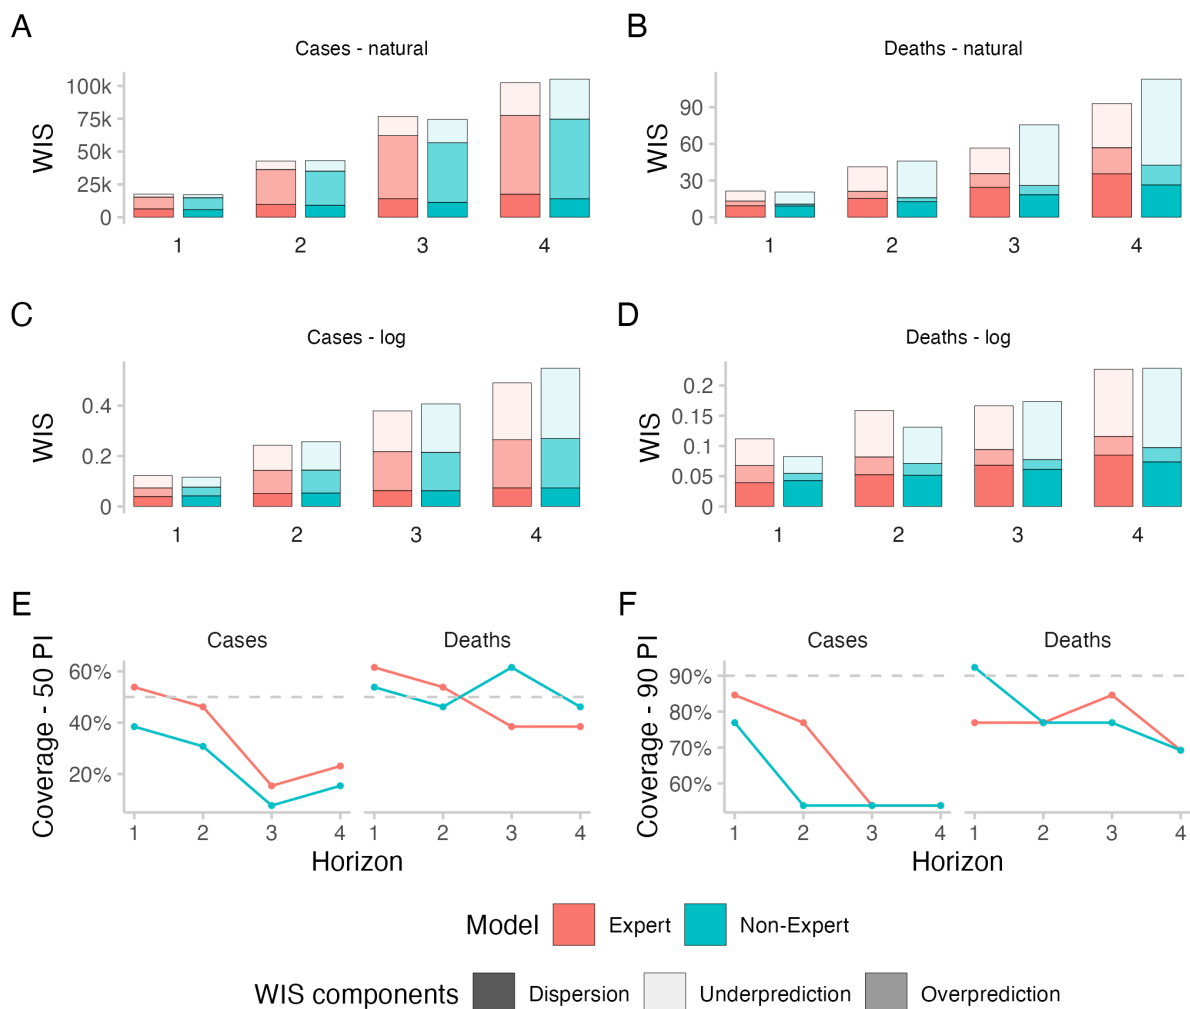 A
Cases - natural
WIS
100k
75k
50k
25k
0
1 2 3 4
B
Deaths - natural
WIS
90
60
30
0
1 2 3 4
C
Cases - log
WIS
0.4
0.2
0
1 2 3 4
D
Deaths - log
WIS
0.2
0.15
0.1
0.05
0
1 2 3 4
E
Cases Deaths
Coverage - 50 PI
60%
40%
20%
1 2 3 4 1 2 3 4
Horizon
F
Cases Deaths
Coverage - 90 PI
90%
80%
70%
60%
1 2 3 4 1 2 3 4
Horizon
Model Expert Non-Expert
WIS components Dispersion Underprediction Overprediction